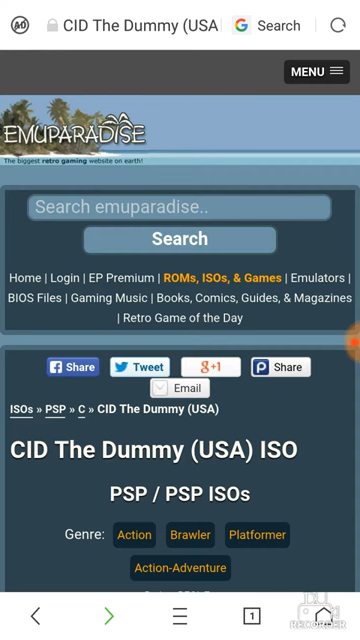 CID The Dummy (USA Search
MENU
EMUPARADISE
The biggest retro gaming website on earth!
Search emuparadise..
Search
Home | Login | EP Premium | ROMs, ISOs, & Games | Emulators |
BIOS Files | Gaming Music | Books, Comics, Guides, & Magazines
| Retro Game of the Day
Share Tweet g+1 Share
Email
ISOs » PSP » C » CID The Dummy (USA)
CID The Dummy (USA) ISO
PSP / PSP ISOs
Genre: Action Brawler Platformer
Action-Adventure
1
RECORDER